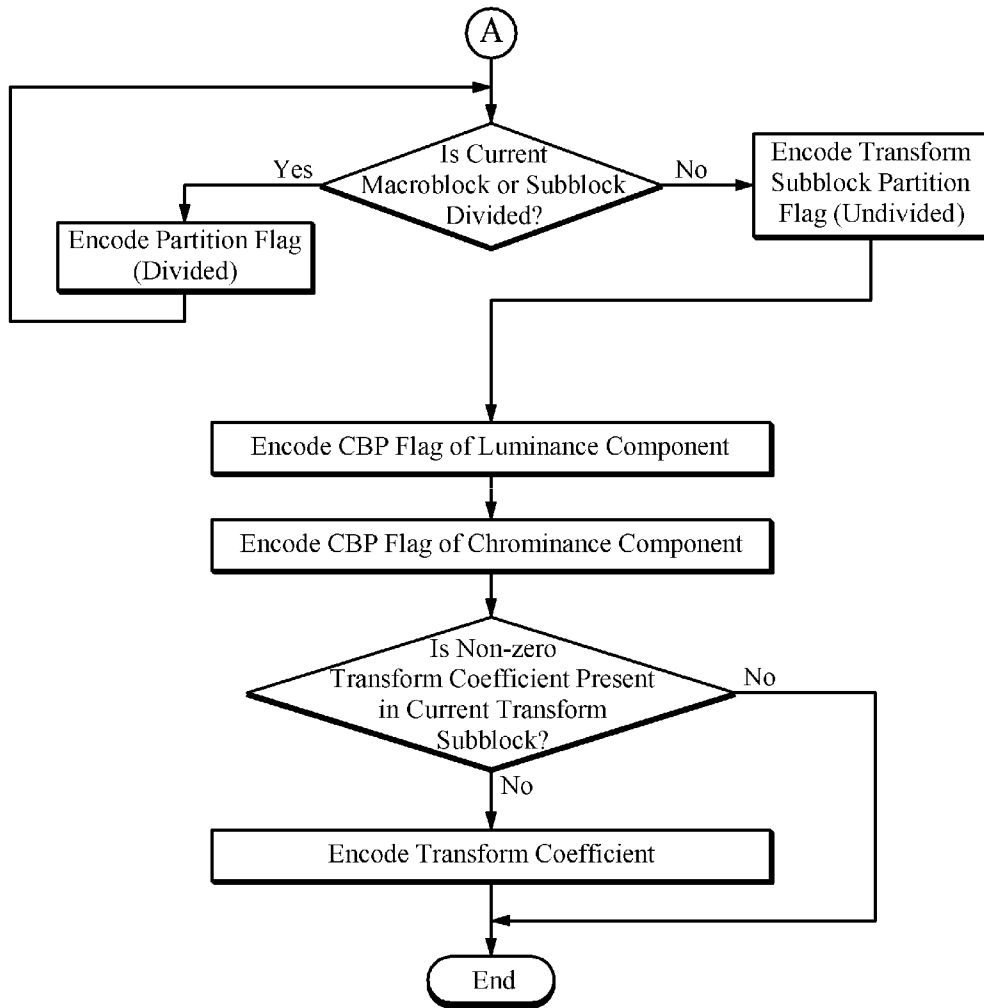 A
Is Current
Macroblock or Subblock
Divided?
Yes
No
Encode Transform
Subblock Partition
Flag (Undivided)
Encode Partition Flag
(Divided)
Encode CBP Flag of Luminance Component
Encode CBP Flag of Chrominance Component
Is Non-zero
Transform Coefficient Present
in Current Transform
Subblock?
No
No
Encode Transform Coefficient
End